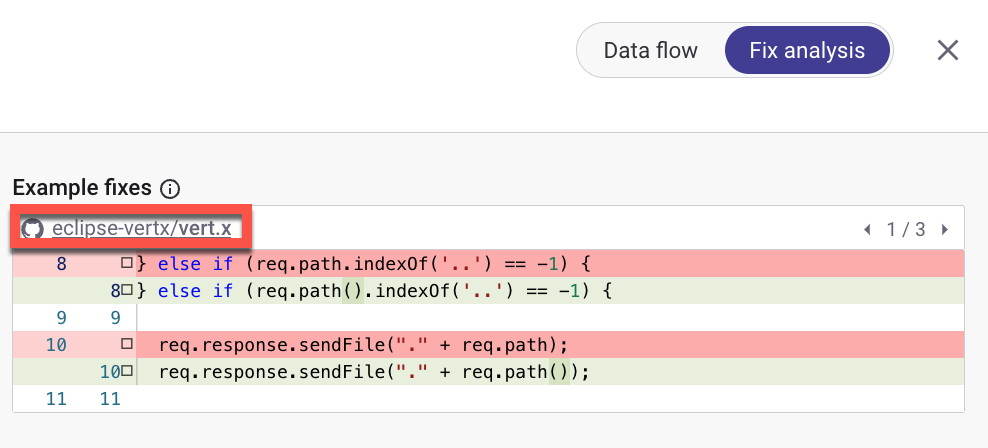 Data flow
Fix analysis
Example fixes
eclipse-vertx/vert.x
1 / 3
8 } else if (req.path.indexOf('..') == -1) {
8 } else if (req.path().indexOf('..') == -1) {
9 9
10 req.response.sendFile("." + req.path);
10 req.response.sendFile("." + req.path());
11 11